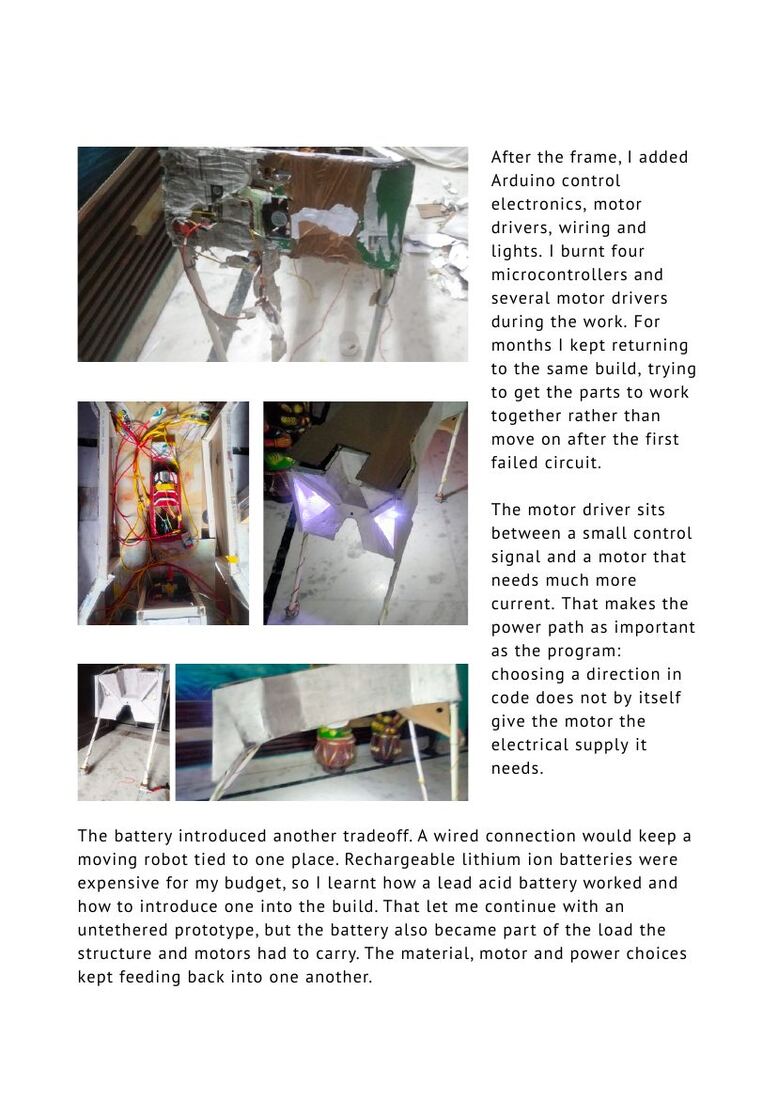 After the frame, I added
Arduino control
electronics, motor
drivers, wiring and
lights. I burnt four
microcontrollers and
several motor drivers
during the work. For
months I kept returning
to the same build, trying
to get the parts to work
together rather than
move on after the first
failed circuit.
The motor driver sits
between a small control
signal and a motor that
needs much more
current. That makes the
power path as important
as the program:
choosing a direction in
code does not by itself
give the motor the
electrical supply it
needs.
The battery introduced another tradeoff. A wired connection would keep a
moving robot tied to one place. Rechargeable lithium ion batteries were
expensive for my budget, so I learnt how a lead acid battery worked and
how to introduce one into the build. That let me continue with an
untethered prototype, but the battery also became part of the load the
structure and motors had to carry. The material, motor and power choices
kept feeding back into one another.